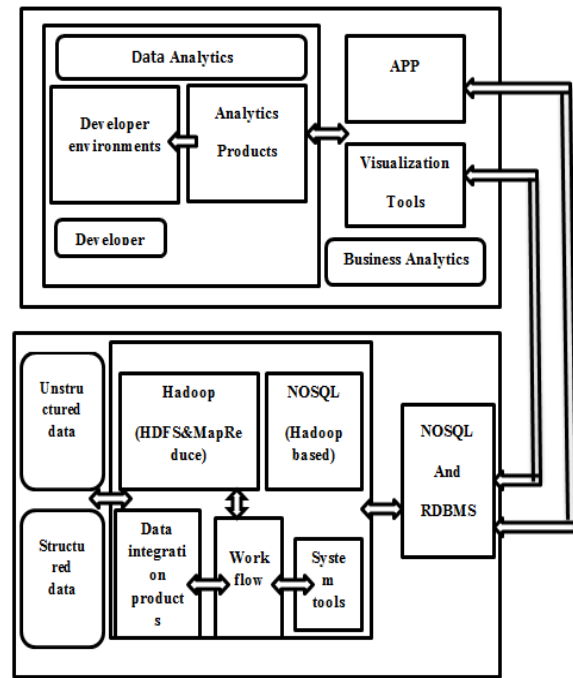 Data Analytics
APP
Developer
environments
Analytics
Products
Visualization
Tools
Developer
Business Analytics
Unstru
ctured
data
Hadoop
(HDFS&MapRe
duce)
NOSQL
(Hadoop
based)
NOSQL
And
RDBMS
Structu
red
data
Data
integrati
on
product
s
Work
flow
Syste
m
tools